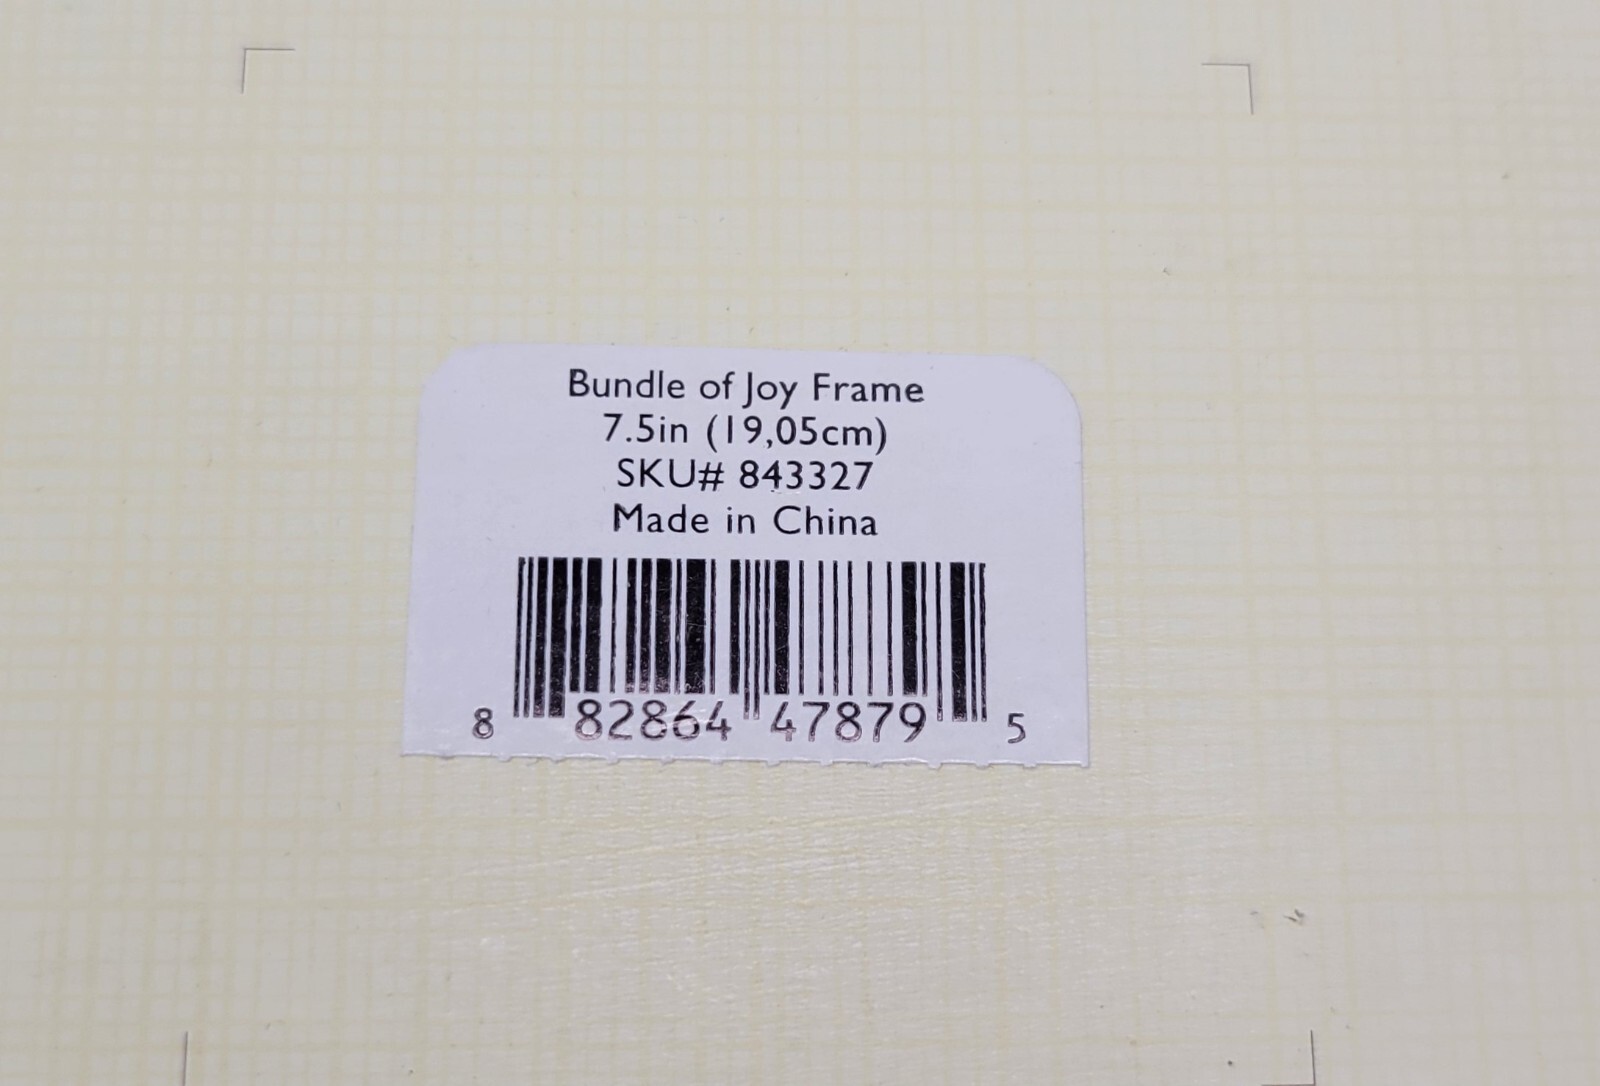 Bundle of Joy Frame
7.5in (19,05cm)
SKU# 843327
Made in China
8 82864 47879 5